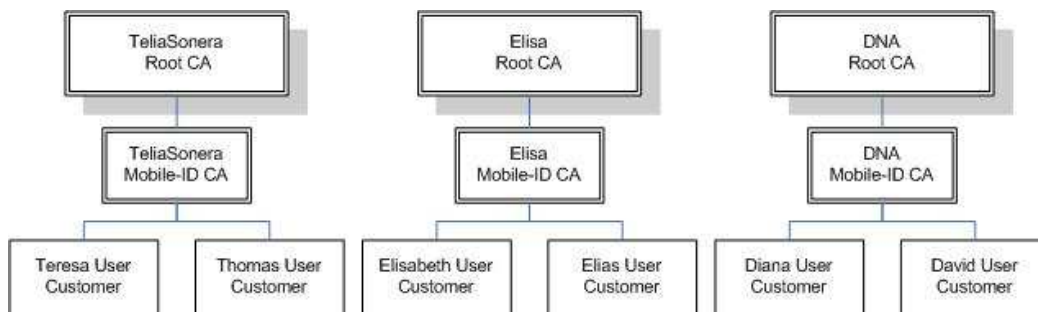 TeliaSonera
Root CA
Elisa
Root CA
DNA
Root CA
TeliaSonera
Mobile-ID CA
Elisa
Mobile-ID CA
DNA
Mobile-ID CA
Teresa User
Customer
Thomas User
Customer
Elisabeth User
Customer
Elias User
Customer
Diana User
Customer
David User
Customer